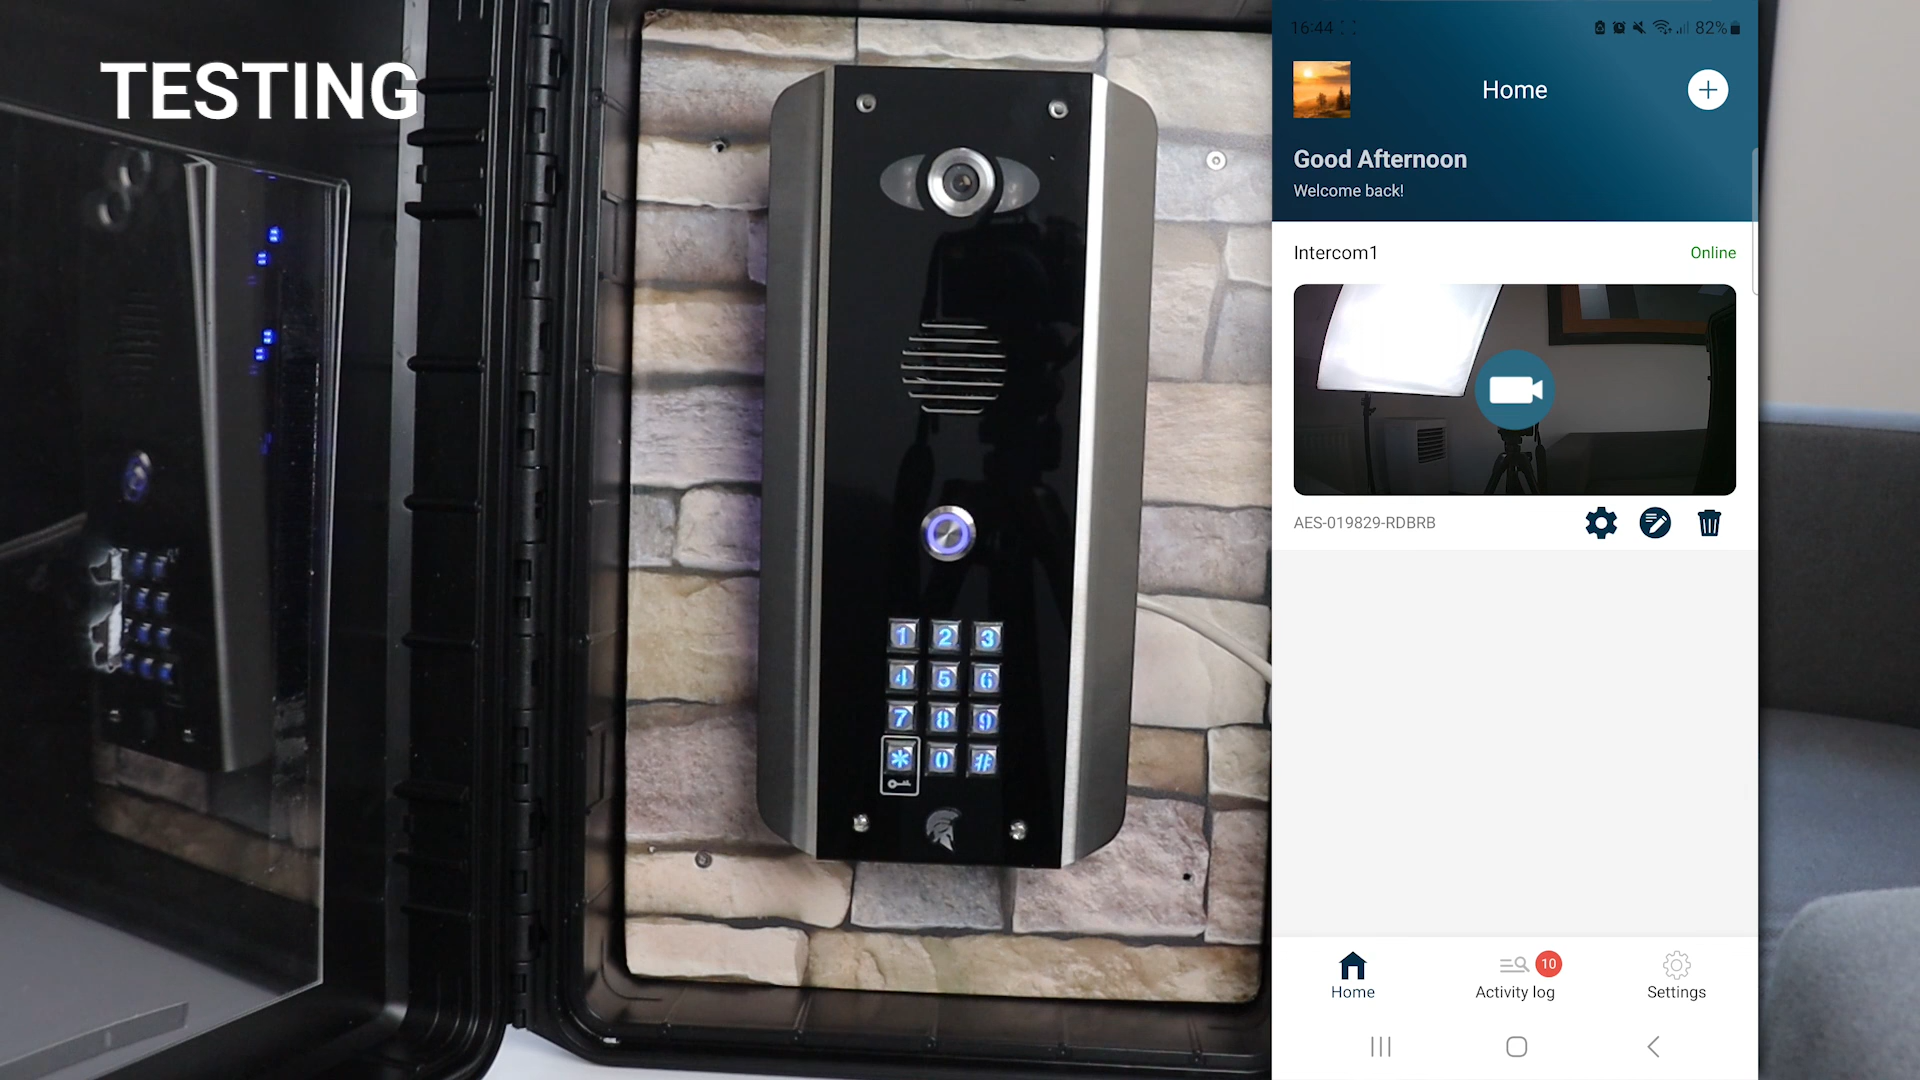 TESTING
1 2 3
4 5 6
7 8 9
* 0 #
16:44
82%
Home
Good Afternoon
Welcome back!
Intercom1
Online
AES-019829-RDBRB
Home
10
Activity log
Settings